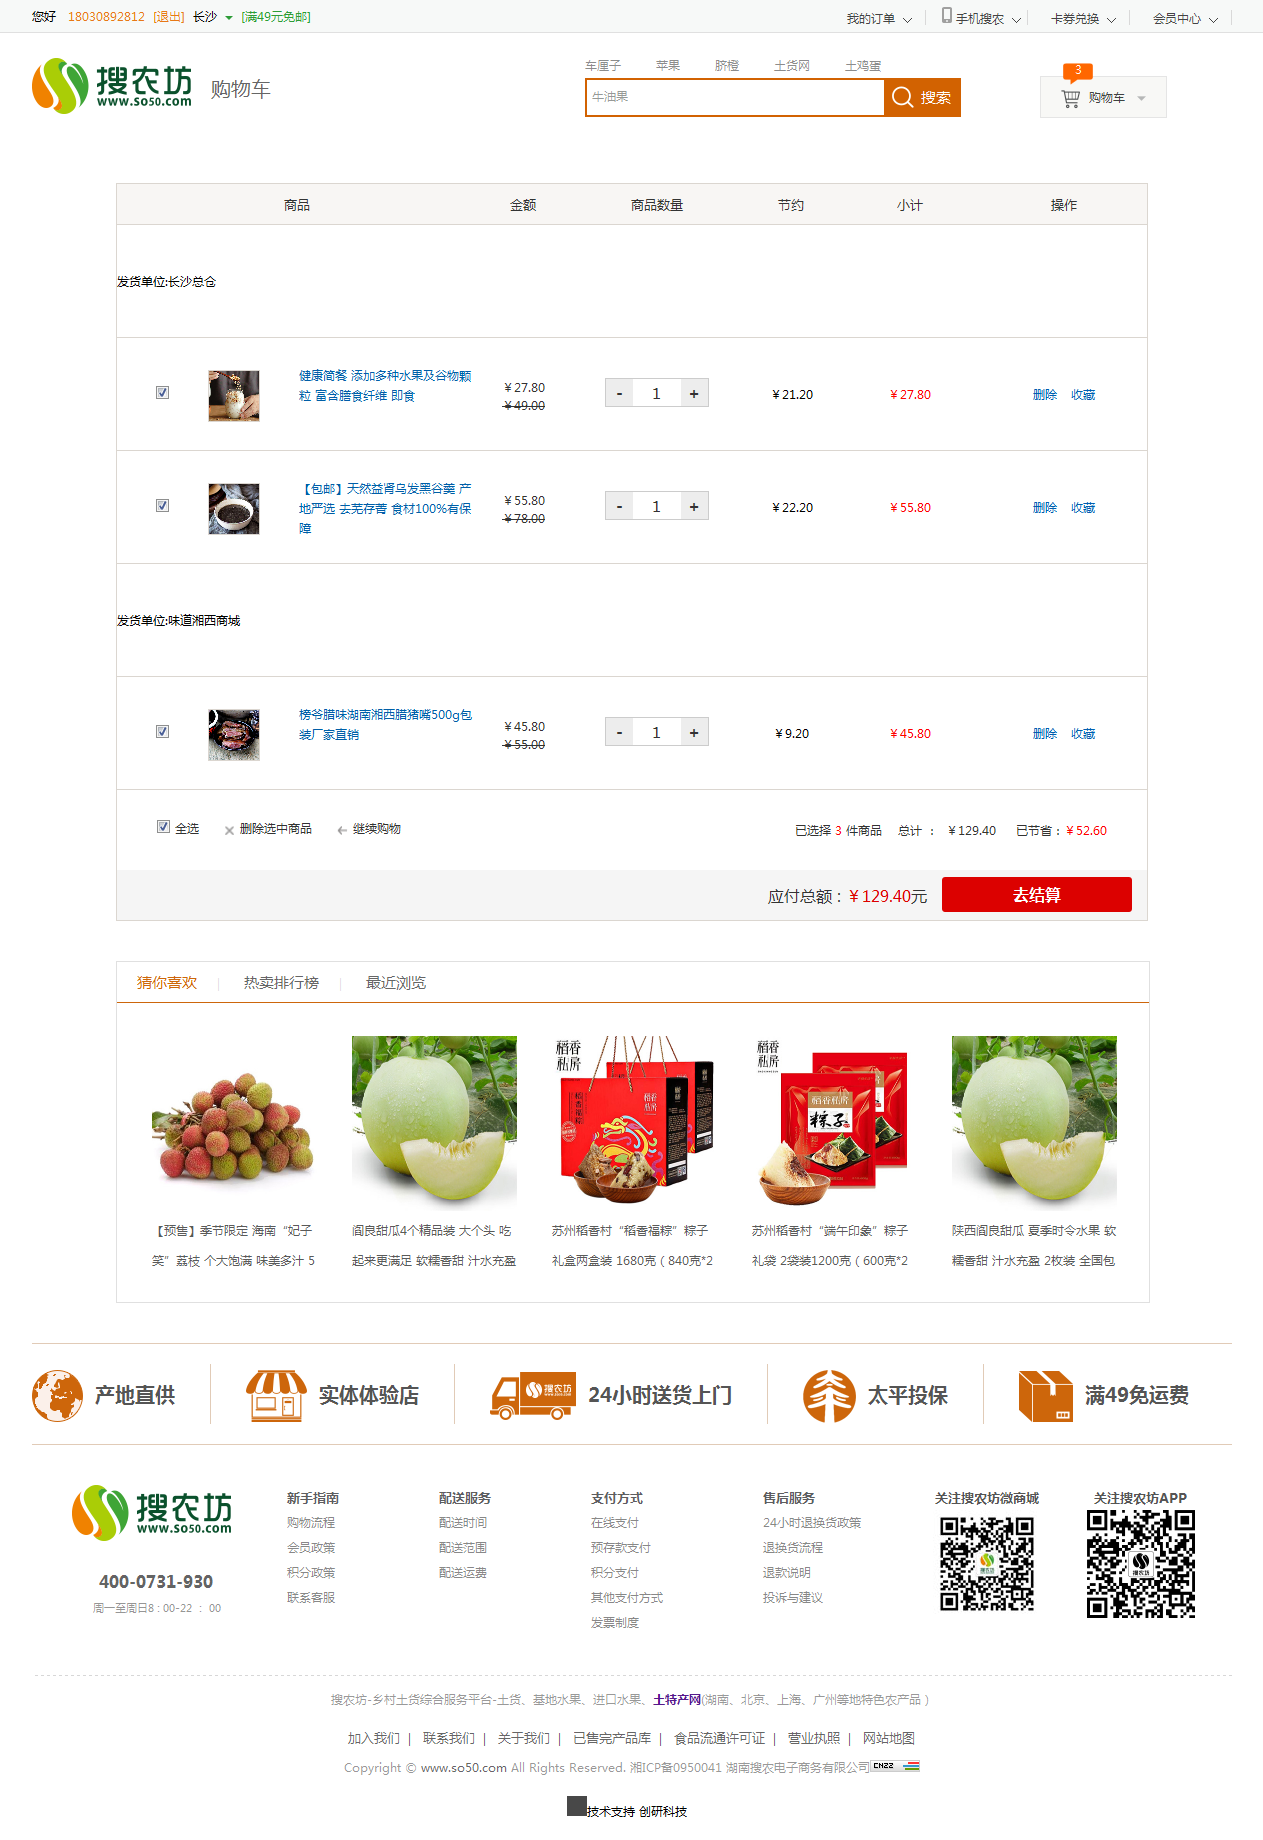 您好 18030892812 [退出] 长沙 [满49元免邮] 我的订单 手机搜农 卡券兑换 会员中心
搜农坊 www.so50.com 购物车
车厘子 苹果 脐橙 土货网 土鸡蛋
牛油果 搜索
3
购物车
商品 金额 商品数量 节约 小计 操作
发货单位:长沙总仓
健康简餐 添加多种水果及谷物颗
粒 富含膳食纤维 即食
￥27.80
￥49.00
- 1 + ￥21.20 ￥27.80 删除 收藏
【包邮】天然益肾乌发黑谷羹 产
地严选 去芜存菁 食材100%有保
障
￥55.80
￥78.00
- 1 + ￥22.20 ￥55.80 删除 收藏
发货单位:味道湘西商城
榜爷腊味湖南湘西腊猪嘴500g包
装厂家直销
￥45.80
￥55.00
- 1 + ￥9.20 ￥45.80 删除 收藏
全选 删除选中商品 继续购物 已选择 3 件商品 总计 ： ￥129.40 已节省：￥52.60
应付总额：￥129.40元 去结算
猜你喜欢 热卖排行榜 最近浏览
稻香私房
稻香福粽
稻香私房
稻香私房
稻香私房
粽子
【预售】季节限定 海南“妃子
笑”荔枝 个大饱满 味美多汁 5
阎良甜瓜4个精品装 大个头 吃
起来更满足 软糯香甜 汁水充盈
苏州稻香村“稻香福粽”粽子
礼盒两盒装 1680克（840克*2
苏州稻香村“端午印象”粽子
礼袋 2袋装1200克（600克*2
陕西阎良甜瓜 夏季时令水果 软
糯香甜 汁水充盈 2枚装 全国包
产地直供 实体体验店 搜农坊 24小时送货上门 太平投保 满49免运费
搜农坊 www.so50.com
400-0731-930
周一至周日8：00-22 ： 00
新手指南
购物流程
会员政策
积分政策
联系客服
配送服务
配送时间
配送范围
配送运费
支付方式
在线支付
预存款支付
积分支付
其他支付方式
发票制度
售后服务
24小时退换货政策
退换货流程
退款说明
投诉与建议
关注搜农坊微商城
关注搜农坊APP
搜农坊
搜农坊-乡村土货综合服务平台-土货、基地水果、进口水果、土特产网(湖南、北京、上海、广州等地特色农产品 )
加入我们 | 联系我们 | 关于我们 | 已售完产品库 | 食品流通许可证 | 营业执照 | 网站地图
Copyright © www.so50.com All Rights Reserved. 湘ICP备0950041 湖南搜农电子商务有限公司 CNZZ
技术支持 创研科技